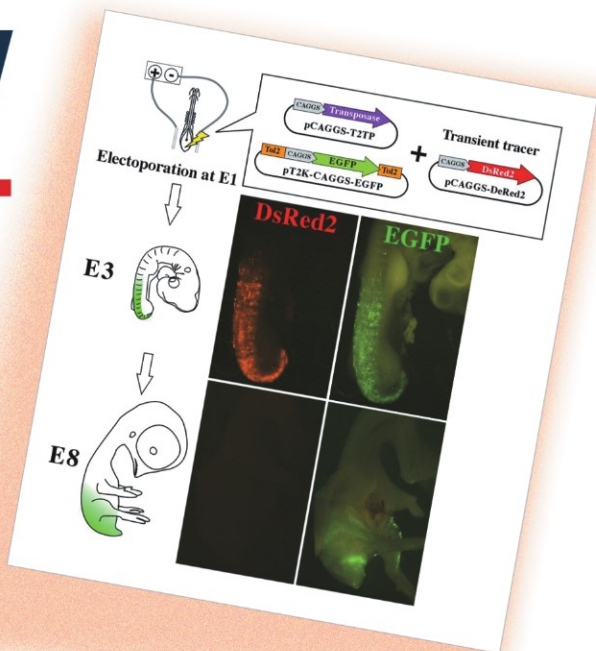 + -
CAGGS Transposase
pCAGGS-T2TP
Tol2 CAGGS EGFP Tol2
pT2K-CAGGS-EGFP
+
Transient tracer
CAGGS DsRed2
pCAGGS-DeRed2
Electoporation at E1
DsRed2
EGFP
E3
E8